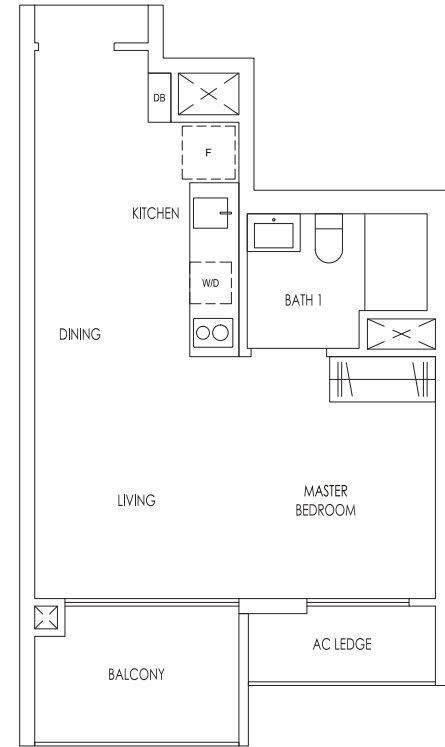 DB
F
KITCHEN
W/D
BATH 1
DINING
LIVING
MASTER
BEDROOM
AC LEDGE
BALCONY